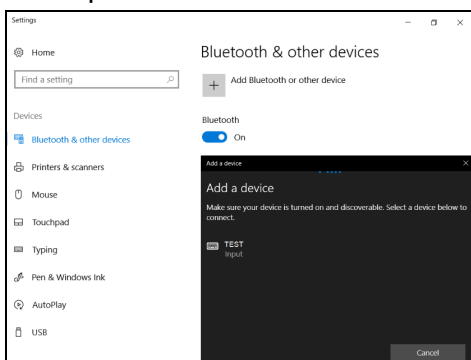 Settings
Home
Find a setting
Devices
Bluetooth & other devices
Printers & scanners
Mouse
Touchpad
Typing
Pen & Windows Ink
AutoPlay
USB
Bluetooth & other devices
Add Bluetooth or other device
Bluetooth
On
Add a device
Add a device
Make sure your device is turned on and discoverable. Select a device below to
connect.
TEST
Input
Cancel